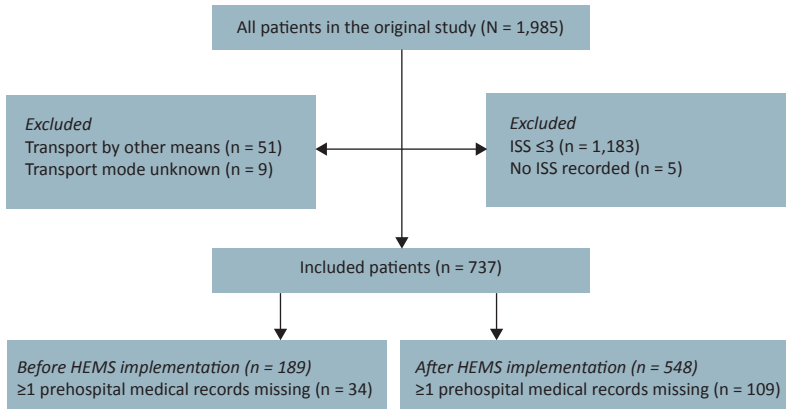 All patients in the original study (N = 1,985)
Excluded
Transport by other means (n = 51)
Transport mode unknown (n = 9)
Excluded
ISS ≤3 (n = 1,183)
No ISS recorded (n = 5)
Included patients (n = 737)
Before HEMS implementation (n = 189)
≥1 prehospital medical records missing (n = 34)
After HEMS implementation (n = 548)
≥1 prehospital medical records missing (n = 109)